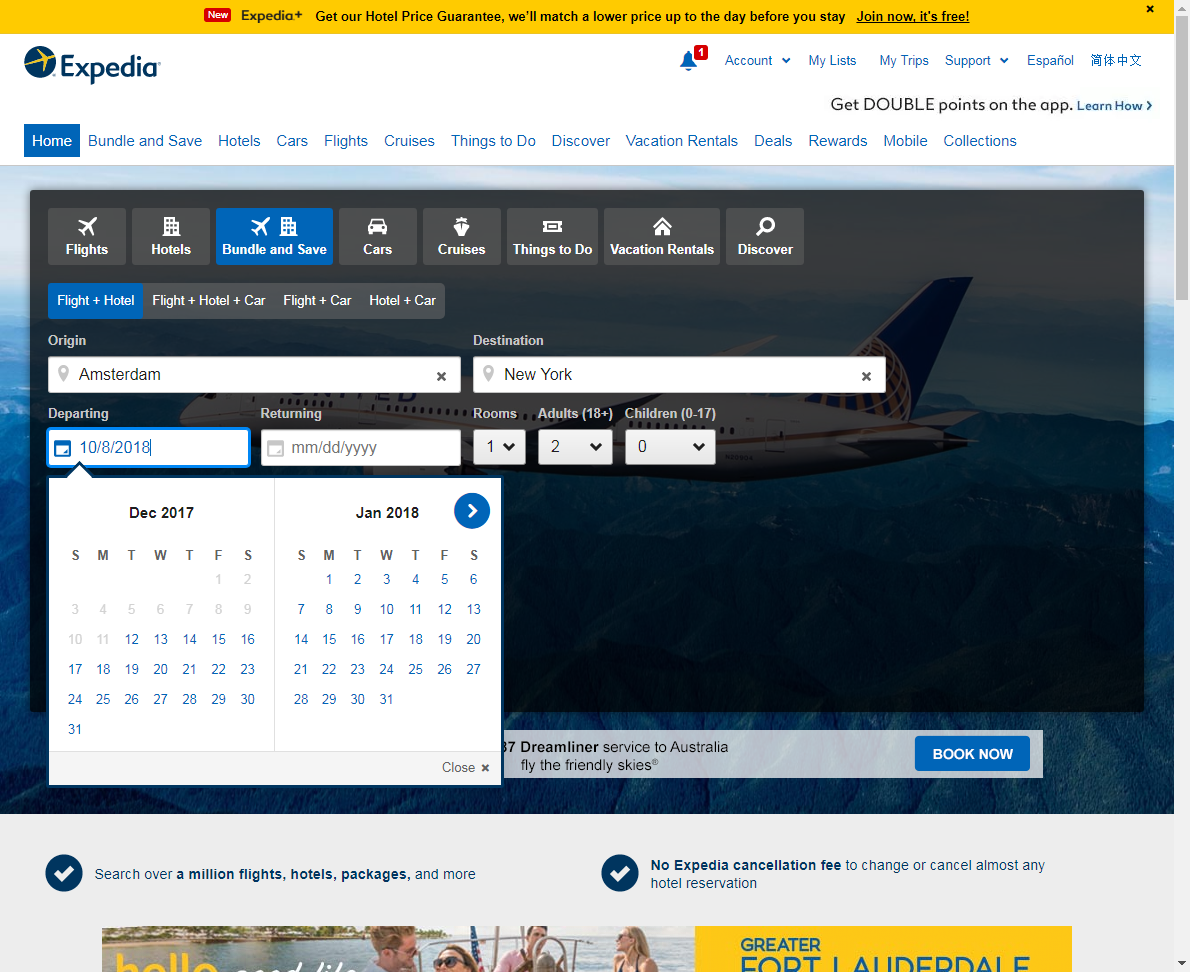 New Expedia+ Get our Hotel Price Guarantee, we'll match a lower price up to the day before you stay Join now, it's free!
Expedia
1
Account My Lists My Trips Support Español 简体中文
Get DOUBLE points on the app. Learn How
Home Bundle and Save Hotels Cars Flights Cruises Things to Do Discover Vacation Rentals Deals Rewards Mobile Collections
Flights Hotels Bundle and Save Cars Cruises Things to Do Vacation Rentals Discover
Flight + Hotel Flight + Hotel + Car Flight + Car Hotel + Car
Origin Destination
Amsterdam New York
UNITED
Departing Returning Rooms Adults (18+) Children (0-17)
10/8/2018 mm/dd/yyyy 1 2 0
Dec 2017 Jan 2018
S M T W T F S S M T W T F S
1 2 1 2 3 4 5 6
3 4 5 6 7 8 9 7 8 9 10 11 12 13
10 11 12 13 14 15 16 14 15 16 17 18 19 20
17 18 19 20 21 22 23 21 22 23 24 25 26 27
24 25 26 27 28 29 30 28 29 30 31
31
Close
37 Dreamliner service to Australia
fly the friendly skies®
BOOK NOW
Search over a million flights, hotels, packages, and more
No Expedia cancellation fee to change or cancel almost any
hotel reservation
hello good life
GREATER
FORT LAUDERDALE